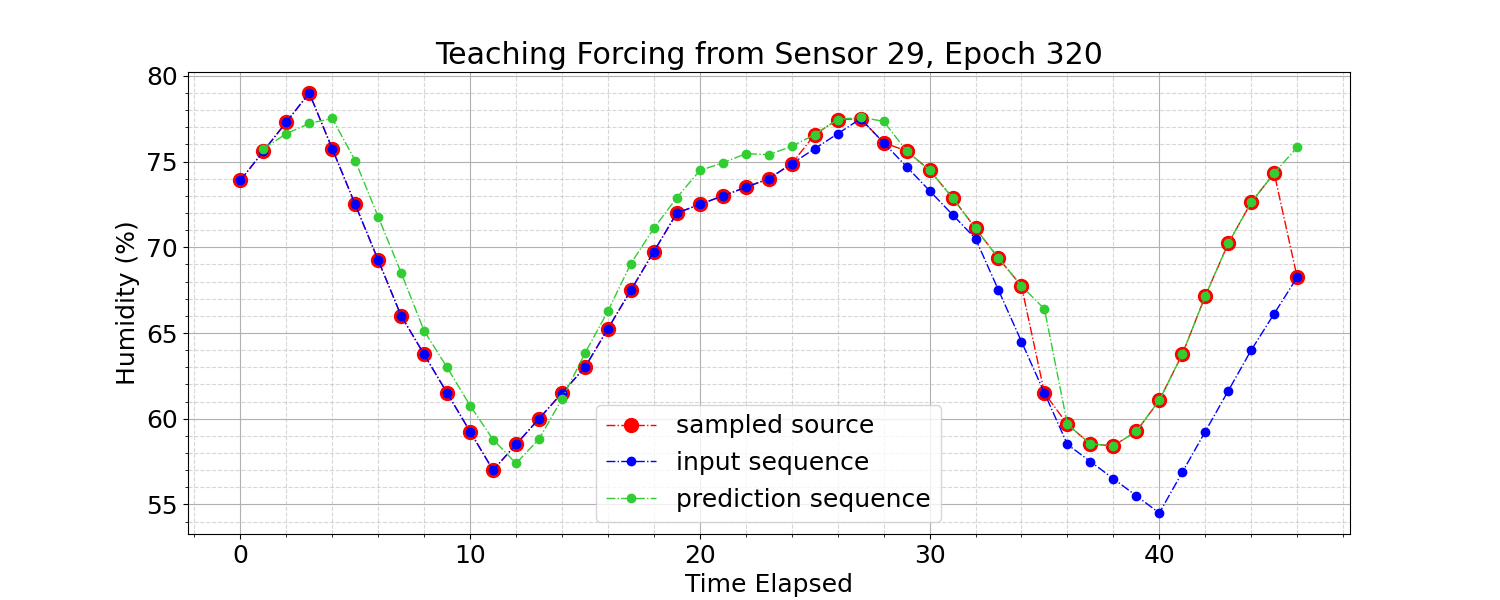 Teaching Forcing from Sensor 29, Epoch 320
80
75
70
65
60
55
Humidity (%)
sampled source
input sequence
prediction sequence
0 10 20 30 40
Time Elapsed